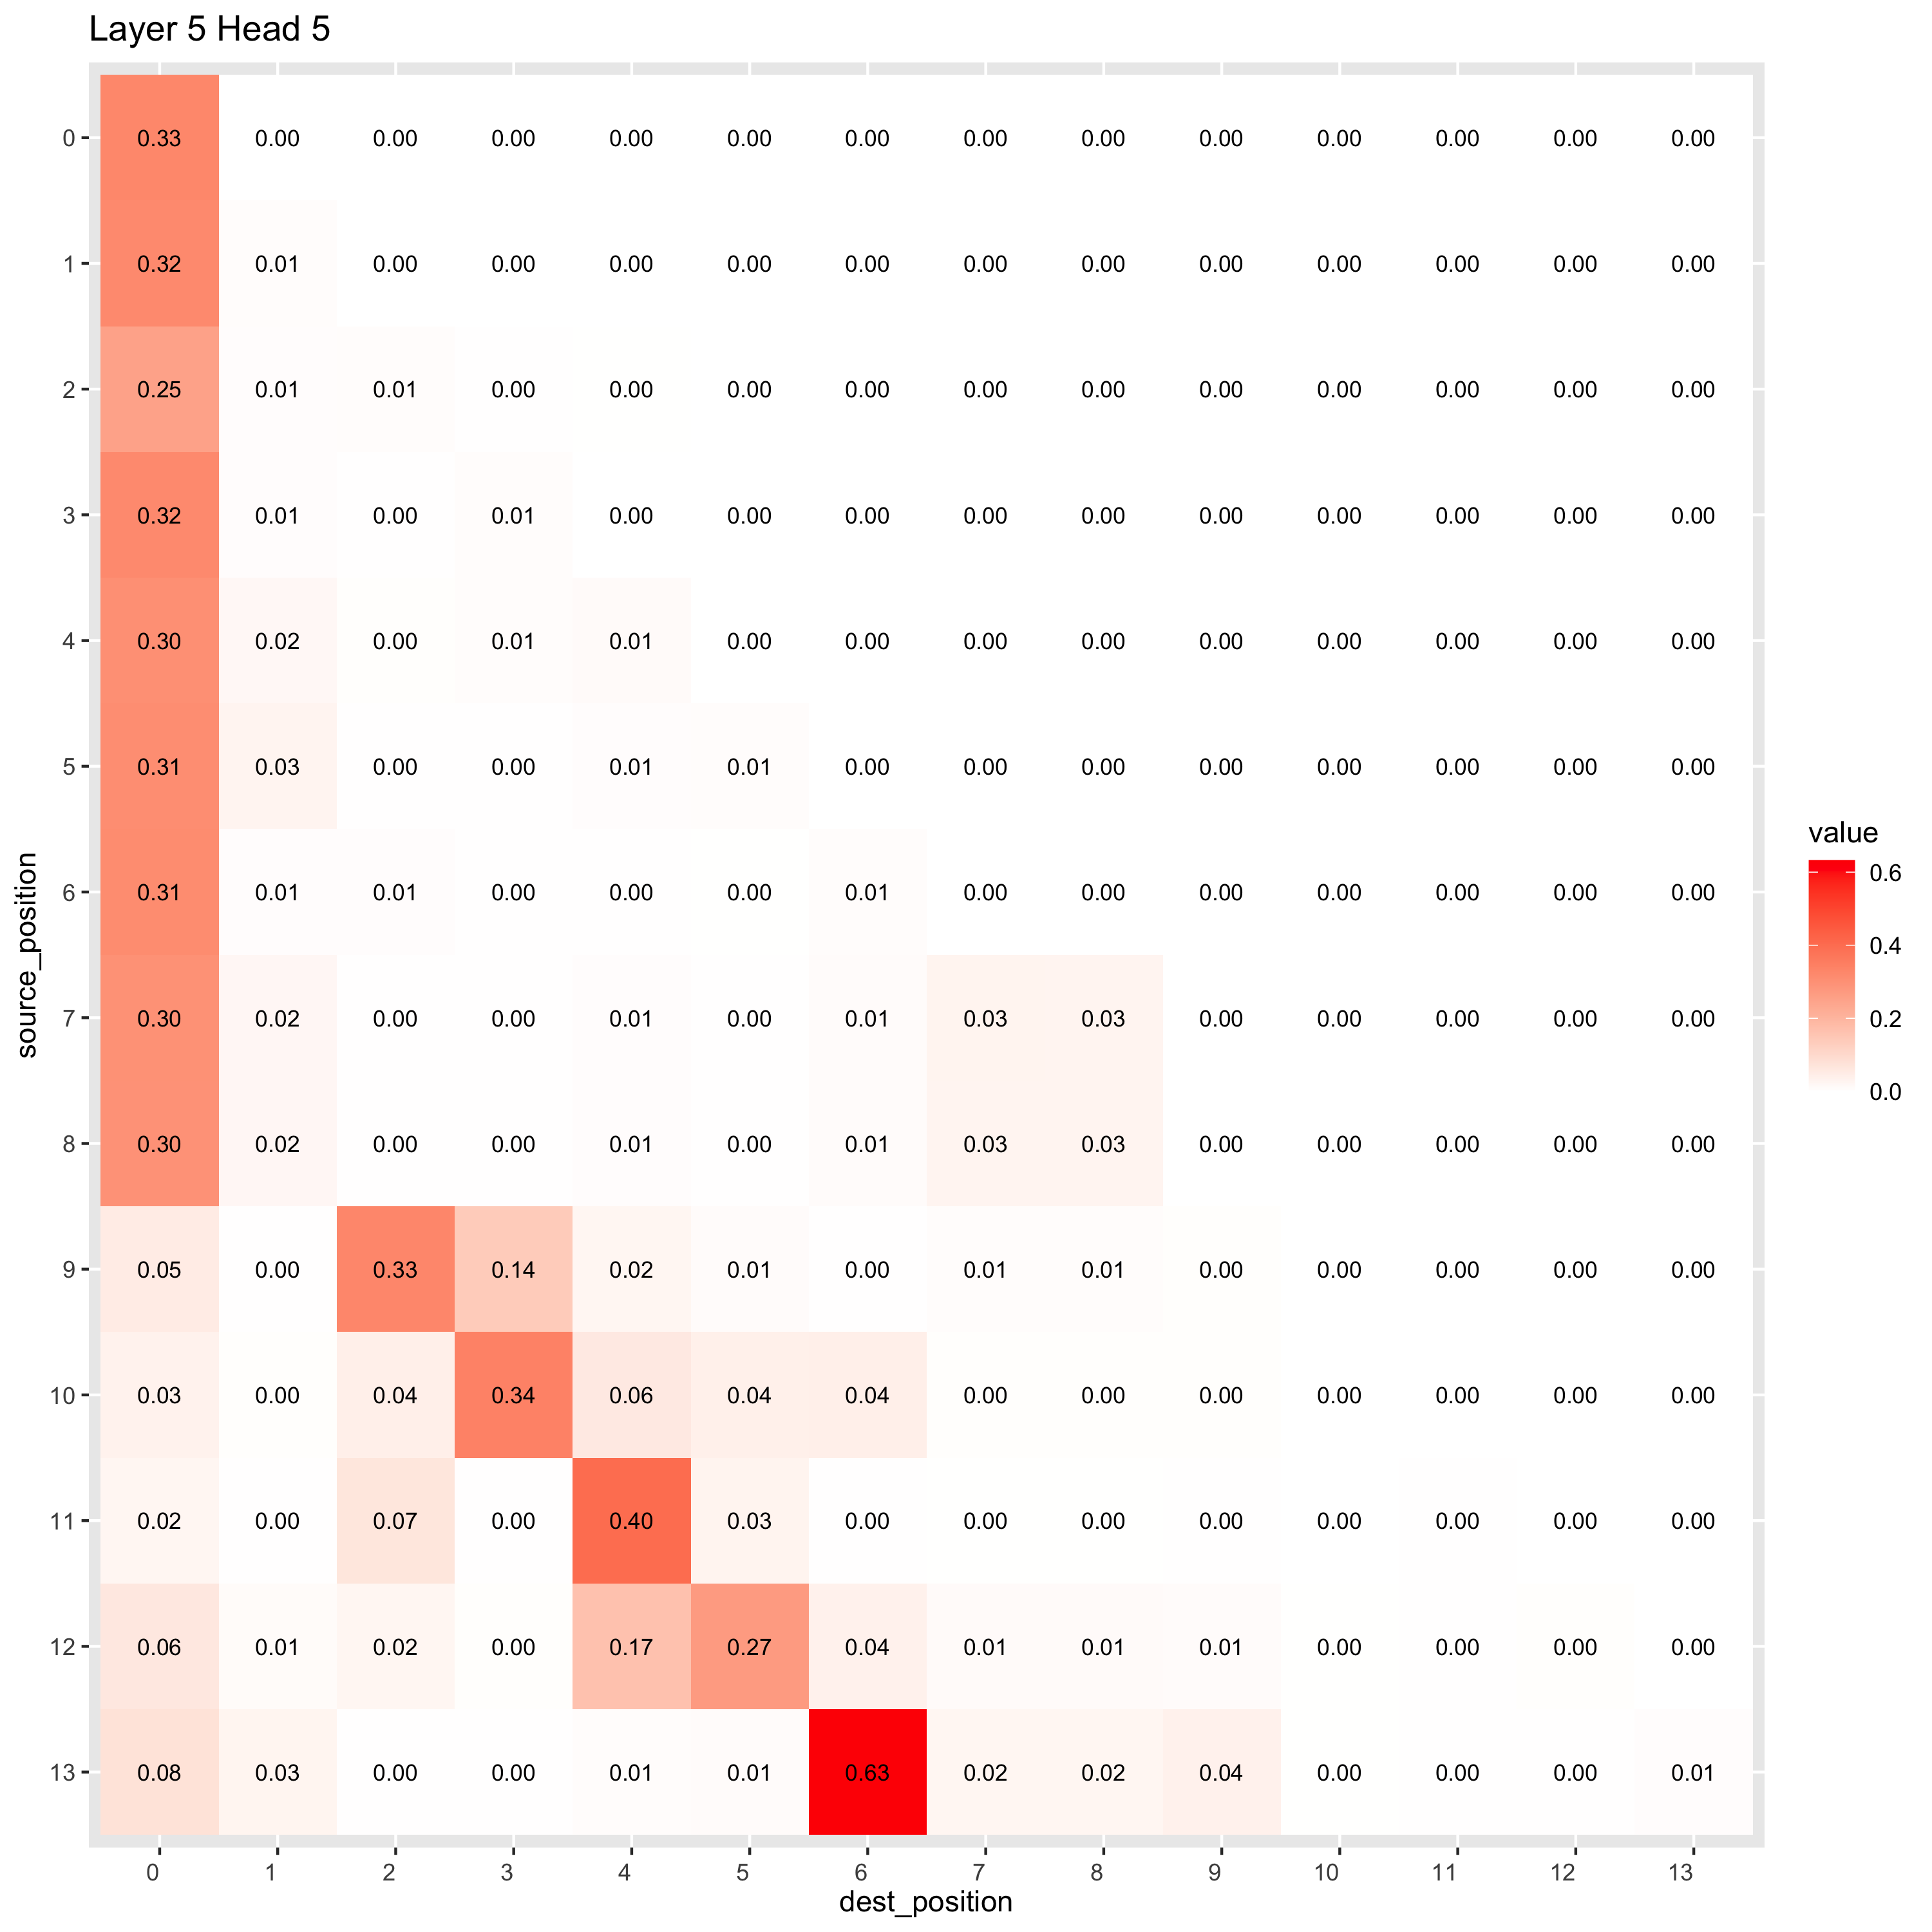 Layer 5 Head 5
0 0.33 0.00 0.00 0.00 0.00 0.00 0.00 0.00 0.00 0.00 0.00 0.00 0.00 0.00
1 0.32 0.01 0.00 0.00 0.00 0.00 0.00 0.00 0.00 0.00 0.00 0.00 0.00 0.00
2 0.25 0.01 0.01 0.00 0.00 0.00 0.00 0.00 0.00 0.00 0.00 0.00 0.00 0.00
3 0.32 0.01 0.00 0.01 0.00 0.00 0.00 0.00 0.00 0.00 0.00 0.00 0.00 0.00
4 0.30 0.02 0.00 0.01 0.01 0.00 0.00 0.00 0.00 0.00 0.00 0.00 0.00 0.00
5 0.31 0.03 0.00 0.00 0.01 0.01 0.00 0.00 0.00 0.00 0.00 0.00 0.00 0.00
6 0.31 0.01 0.01 0.00 0.00 0.00 0.01 0.00 0.00 0.00 0.00 0.00 0.00 0.00
7 0.30 0.02 0.00 0.00 0.01 0.00 0.01 0.03 0.03 0.00 0.00 0.00 0.00 0.00
8 0.30 0.02 0.00 0.00 0.01 0.00 0.01 0.03 0.03 0.00 0.00 0.00 0.00 0.00
9 0.05 0.00 0.33 0.14 0.02 0.01 0.00 0.01 0.01 0.00 0.00 0.00 0.00 0.00
10 0.03 0.00 0.04 0.34 0.06 0.04 0.04 0.00 0.00 0.00 0.00 0.00 0.00 0.00
11 0.02 0.00 0.07 0.00 0.40 0.03 0.00 0.00 0.00 0.00 0.00 0.00 0.00 0.00
12 0.06 0.01 0.02 0.00 0.17 0.27 0.04 0.01 0.01 0.01 0.00 0.00 0.00 0.00
13 0.08 0.03 0.00 0.00 0.01 0.01 0.63 0.02 0.02 0.04 0.00 0.00 0.00 0.01
0 1 2 3 4 5 6 7 8 9 10 11 12 13
dest_position
source_position
value
0.6
0.4
0.2
0.0